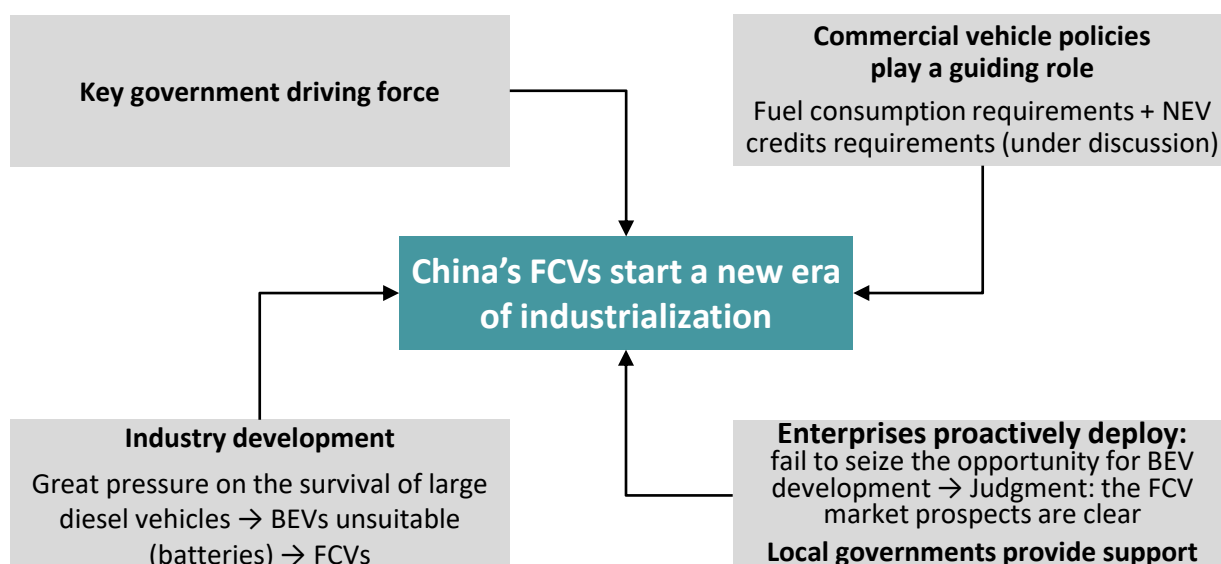 Key government driving force
Commercial vehicle policies
play a guiding role
Fuel consumption requirements + NEV
credits requirements (under discussion)
China’s FCVs start a new era
of industrialization
Industry development
Great pressure on the survival of large
diesel vehicles → BEVs unsuitable
(batteries) → FCVs
Enterprises proactively deploy:
fail to seize the opportunity for BEV
development → Judgment: the FCV
market prospects are clear
Local governments provide support